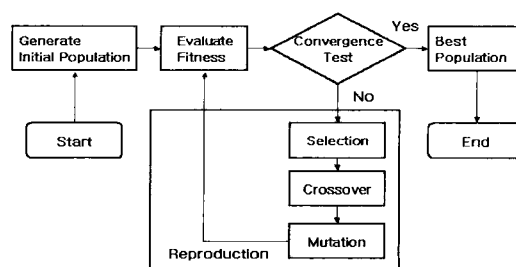 Generate
Initial Population
Evaluate
Fitness
Convergence
Test
Yes
Best
Population
No
Start
Selection
End
Crossover
Mutation
Reproduction